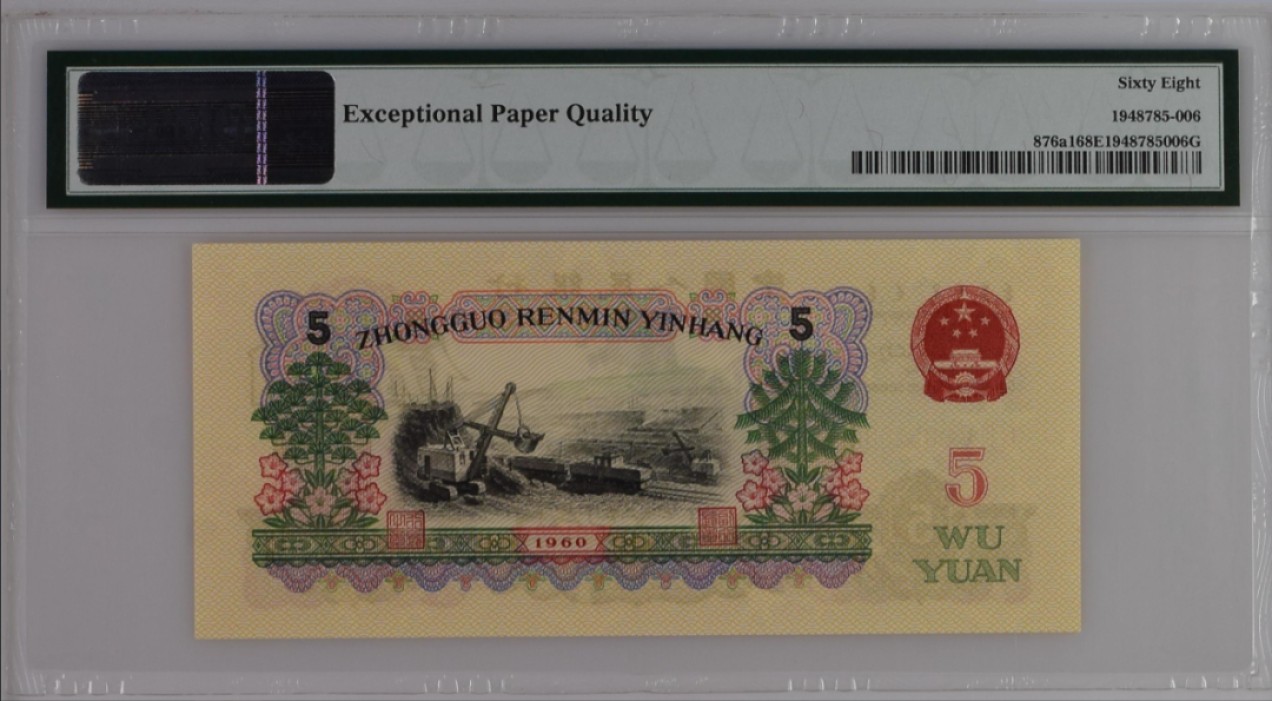 Exceptional Paper Quality
Sixty Eight
1948785-006
876a168E1948785006G
5 ZHONGGUO RENMIN YINHANG 5
1960
5
WU
YUAN